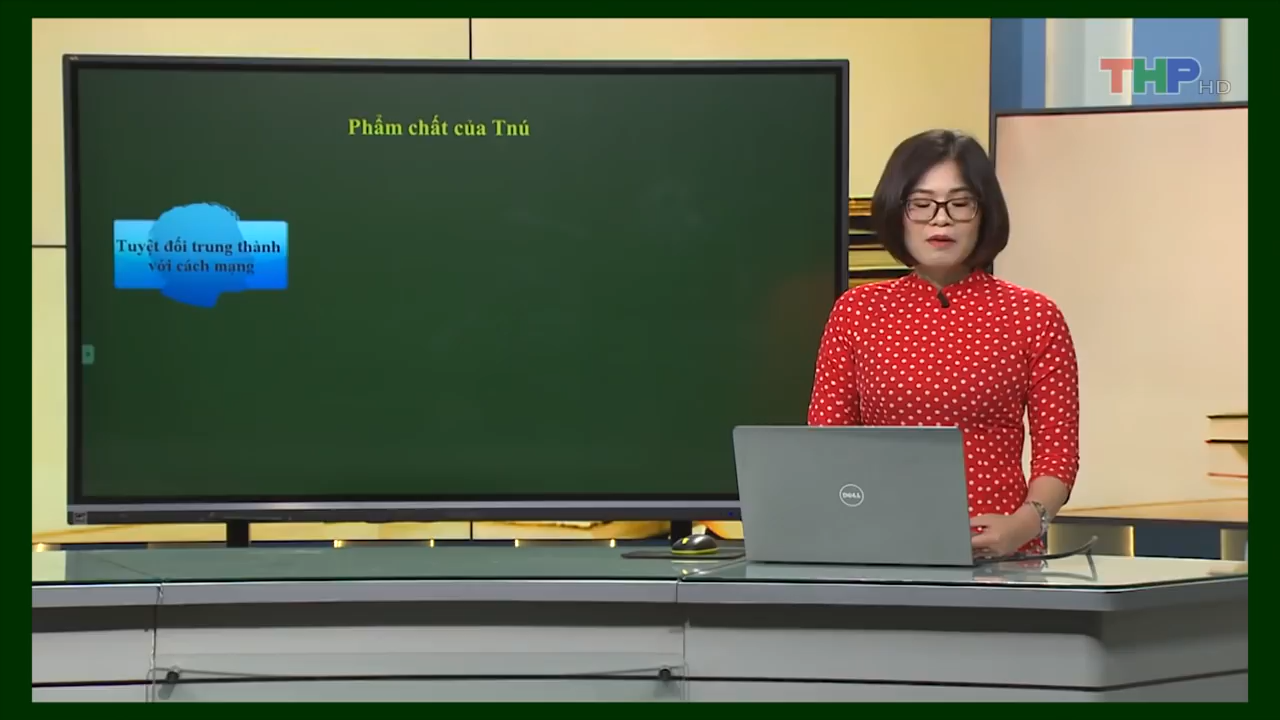 THP HD
Phẩm chất của Tnú
Tuyệt đối trung thành
với cách mạng
DELL